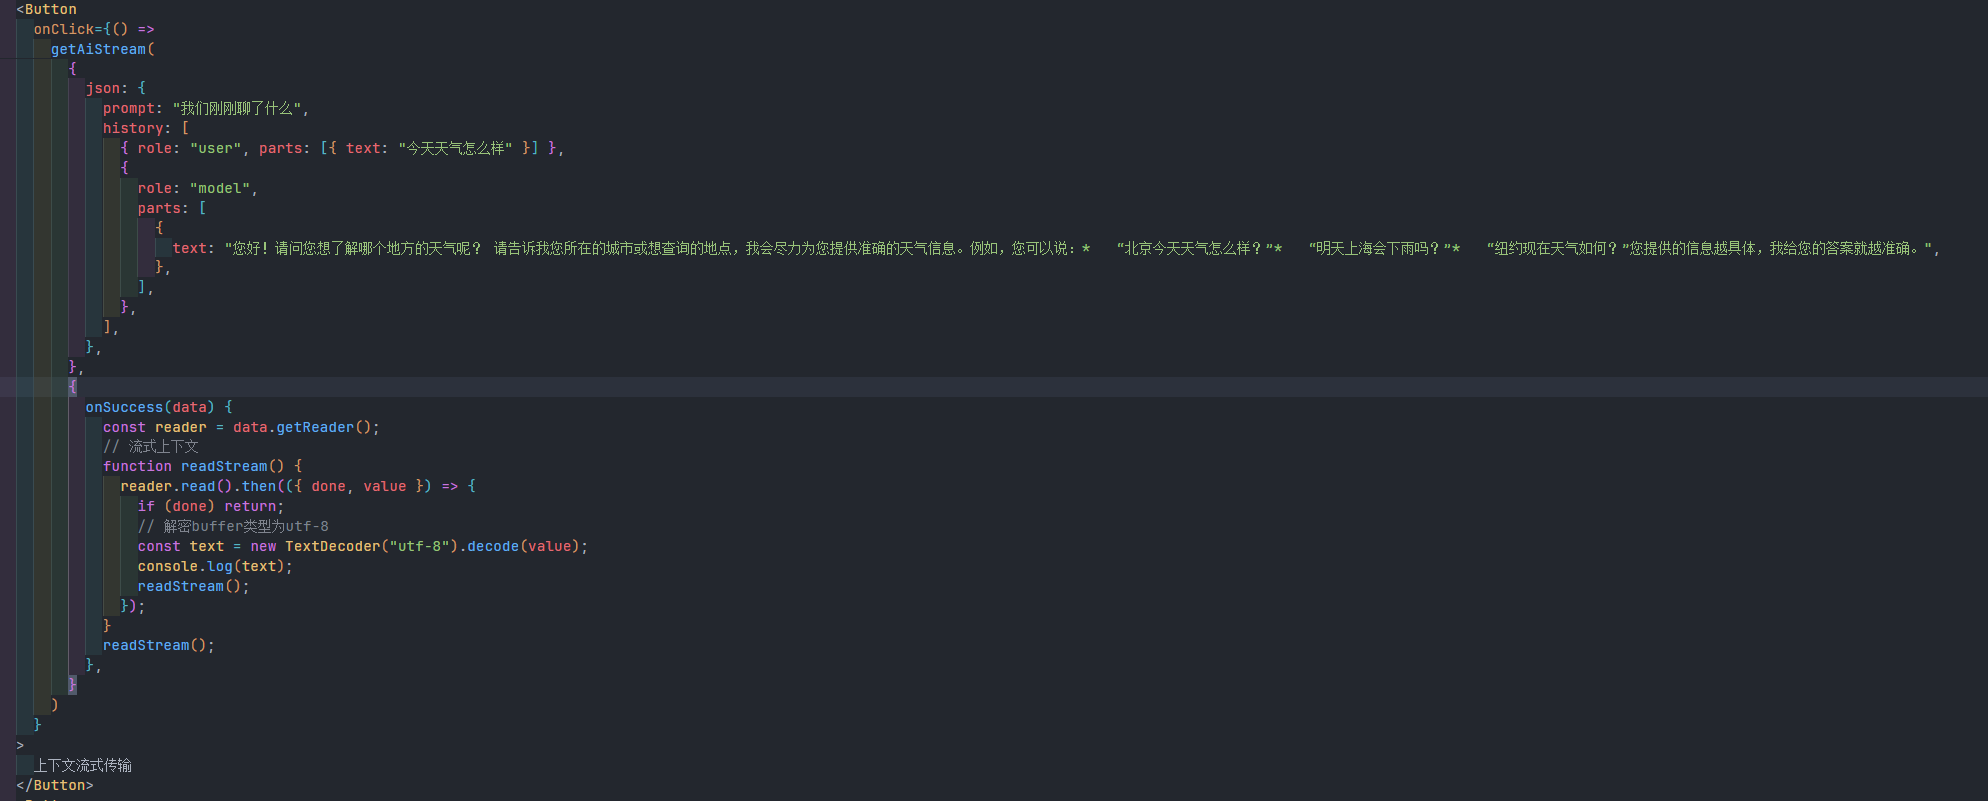 <Button
onClick={() =>
getAiStream(
{
json: {
prompt: "我们刚刚聊了什么",
history: [
{ role: "user", parts: [{ text: "今天天气怎么样" }] },
{
role: "model",
parts: [
{
text: "您好！请问您想了解哪个地方的天气呢？ 请告诉我您所在的城市或想查询的地点，我会尽力为您提供准确的天气信息。例如，您可以说：*   “北京今天天气怎么样？”*   “明天上海会下雨吗？”*   “纽约现在天气如何？”您提供的信息越具体，我给您的答案就越准确。",
},
],
},
],
},
},
{
onSuccess(data) {
const reader = data.getReader();
// 流式上下文
function readStream() {
reader.read().then(({ done, value }) => {
if (done) return;
// 解密buffer类型为utf-8
const text = new TextDecoder("utf-8").decode(value);
console.log(text);
readStream();
});
}
readStream();
},
}
)
}
>
上下文流式传输
</Button>